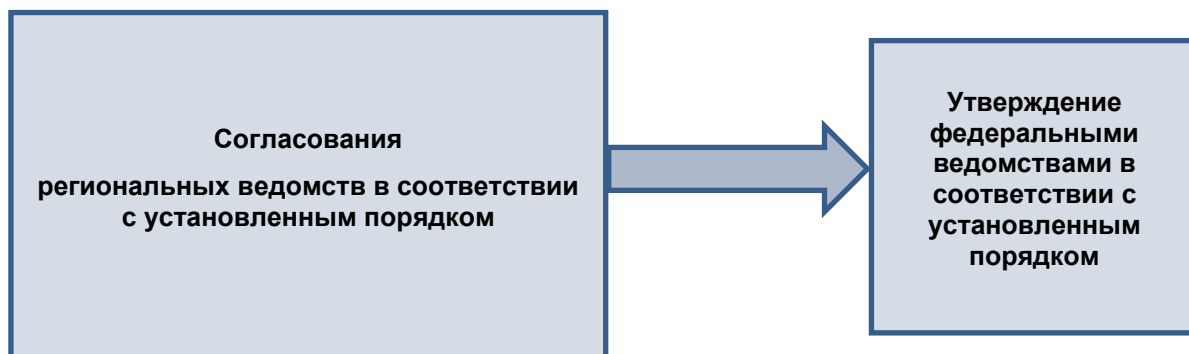 Согласования
региональных ведомств в соответствии
с установленным порядком
Утверждение
федеральными
ведомствами в
соответствии с
установленным
порядком